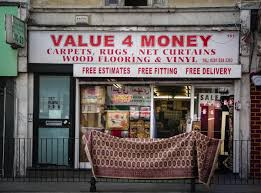 VALUE 4 MONEY
CARPETS, RUGS, NET CURTAINS
WOOD FLOORING & VINYL
FREE ESTIMATES FREE FITTING FREE DELIVERY
SALE